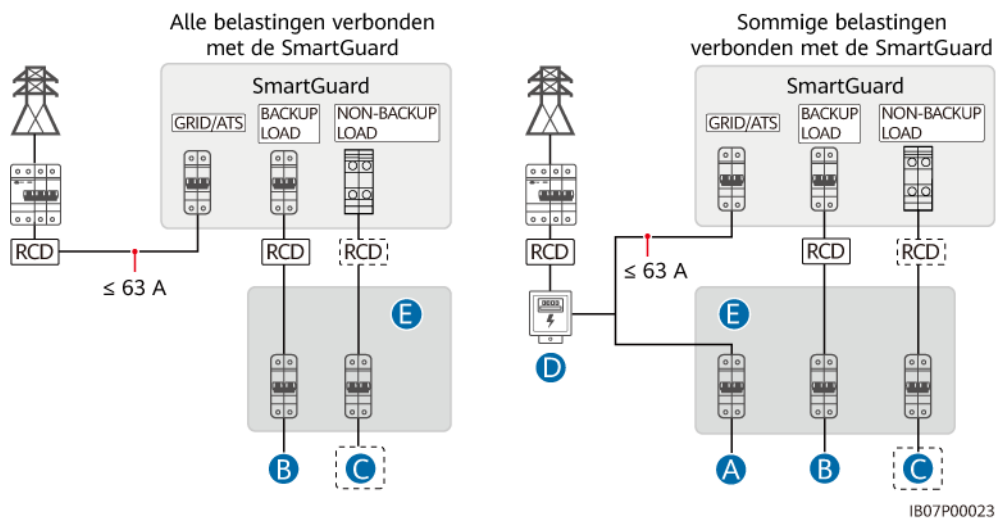 Alle belastingen verbonden
met de SmartGuard
SmartGuard
GRID/ATS
BACKUP
LOAD
NON-BACKUP
LOAD
RCD
RCD
RCD
≤ 63 A
E
B
C
Sommige belastingen
verbonden met de SmartGuard
SmartGuard
GRID/ATS
BACKUP
LOAD
NON-BACKUP
LOAD
RCD
RCD
RCD
≤ 63 A
E
D
A
B
C
IB07P00023